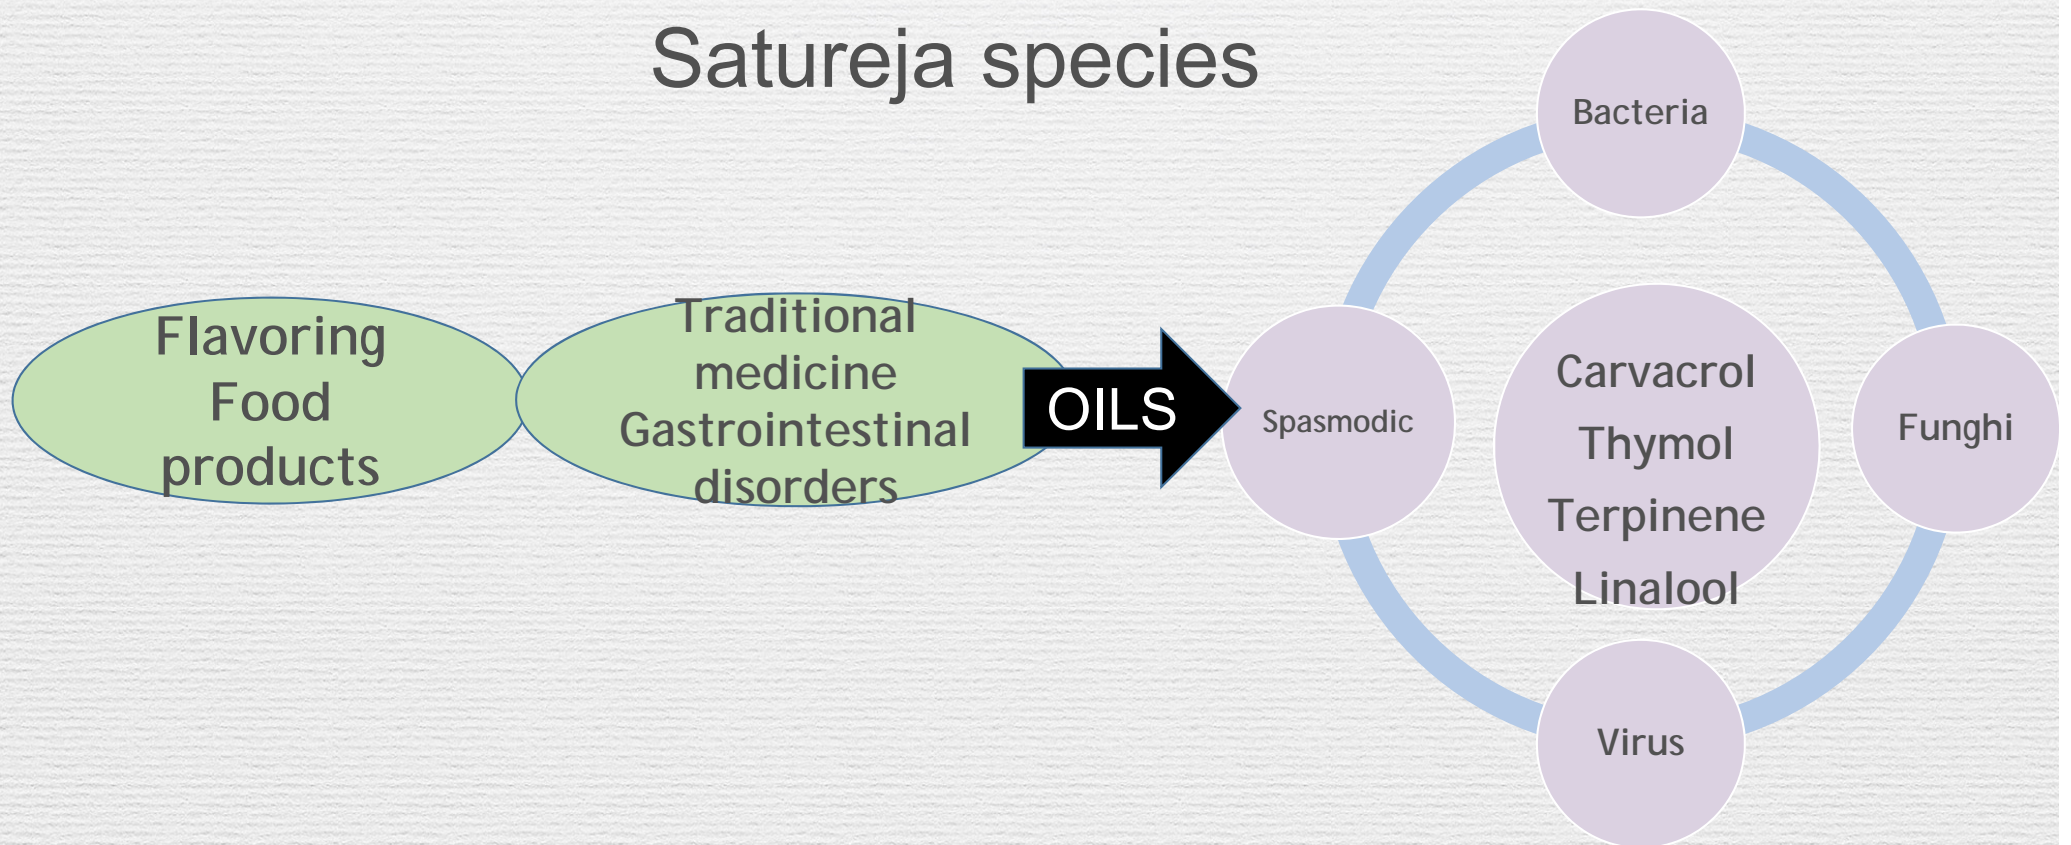 Satureja species
Flavoring
Food
products
Traditional
medicine
Gastrointestinal
disorders
OILS
Bacteria
Spasmodic
Carvacrol
Thymol
Terpinene
Linalool
Funghi
Virus